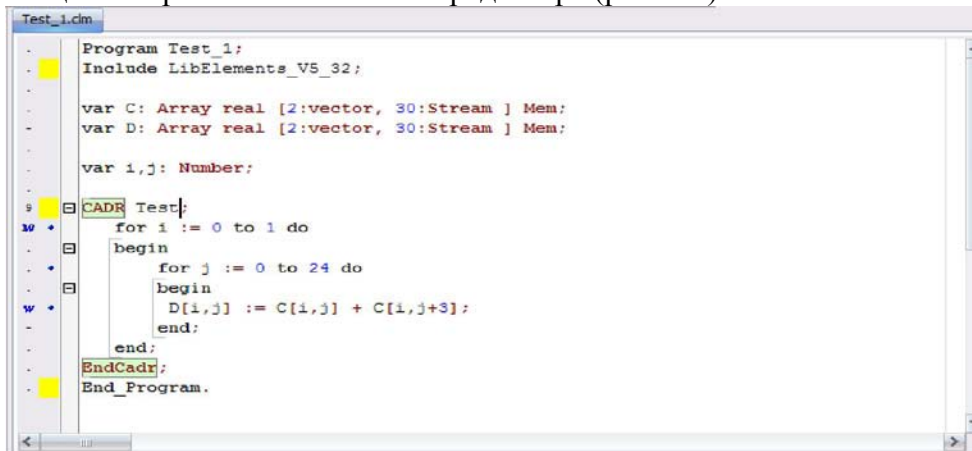 Test_1.clm
Program Test_1;
Include LibElements_V5_32;
var C: Array real [2:vector, 30:Stream ] Mem;
var D: Array real [2:vector, 30:Stream ] Mem;
var i,j: Number;
9 CADR Test;
w for i := 0 to 1 do
begin
for j := 0 to 24 do
begin
w D[i,j] := C[i,j] + C[i,j+3];
end;
end;
EndCadr;
End_Program.